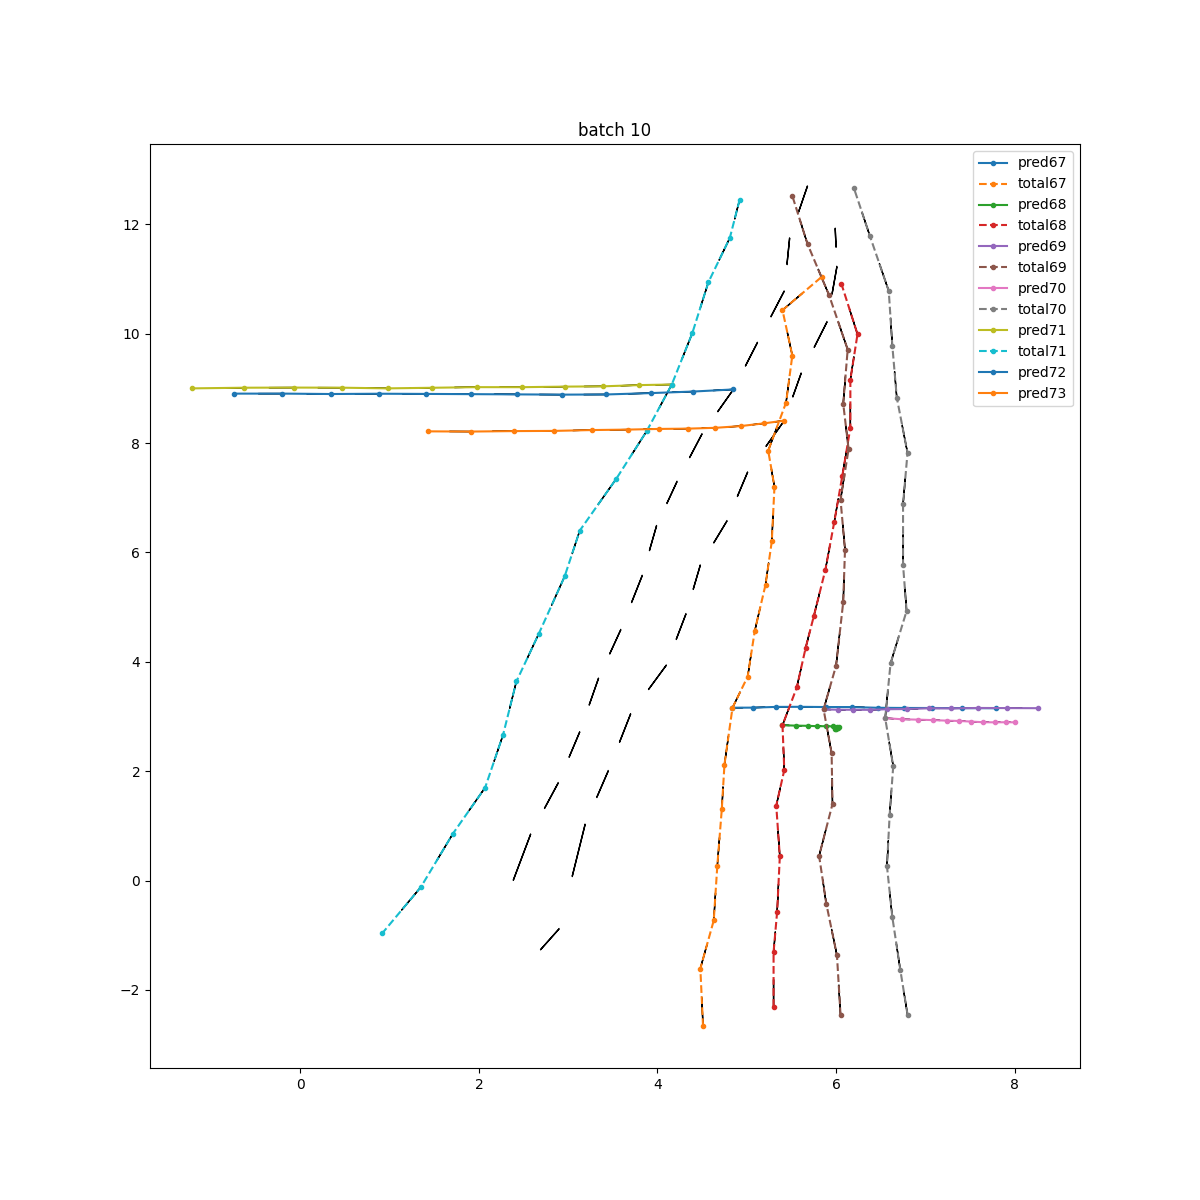 batch 10
pred67
total67
pred68
total68
pred69
total69
pred70
total70
pred71
total71
pred72
pred73
12
10
8
6
4
2
0
−2
0 2 4 6 8